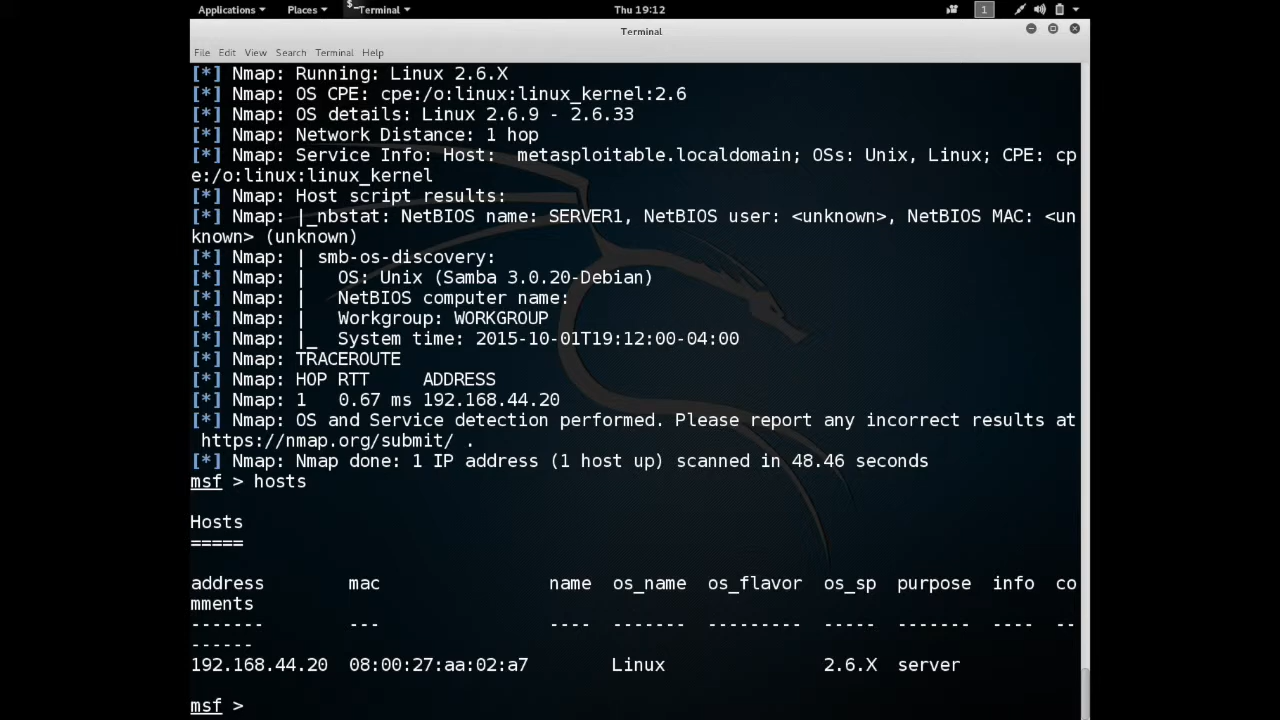 Applications Places Terminal Thu 19:12 1
Terminal
File Edit View Search Terminal Help
[*] Nmap: Running: Linux 2.6.X
[*] Nmap: OS CPE: cpe:/o:linux:linux_kernel:2.6
[*] Nmap: OS details: Linux 2.6.9 - 2.6.33
[*] Nmap: Network Distance: 1 hop
[*] Nmap: Service Info: Host:  metasploitable.localdomain; OSs: Unix, Linux; CPE: cp
e:/o:linux:linux_kernel
[*] Nmap: Host script results:
[*] Nmap: |_nbstat: NetBIOS name: SERVER1, NetBIOS user: <unknown>, NetBIOS MAC: <un
known> (unknown)
[*] Nmap: | smb-os-discovery:
[*] Nmap: |   OS: Unix (Samba 3.0.20-Debian)
[*] Nmap: |   NetBIOS computer name:
[*] Nmap: |   Workgroup: WORKGROUP
[*] Nmap: |_  System time: 2015-10-01T19:12:00-04:00
[*] Nmap: TRACEROUTE
[*] Nmap: HOP RTT     ADDRESS
[*] Nmap: 1   0.67 ms 192.168.44.20
[*] Nmap: OS and Service detection performed. Please report any incorrect results at
 https://nmap.org/submit/ .
[*] Nmap: Nmap done: 1 IP address (1 host up) scanned in 48.46 seconds
msf > hosts
Hosts
=====
address        mac                name  os_name  os_flavor  os_sp  purpose  info  co
mments
-------        ---                ----  -------  ---------  -----  -------  ----  --
------
192.168.44.20  08:00:27:aa:02:a7        Linux               2.6.X  server
msf >